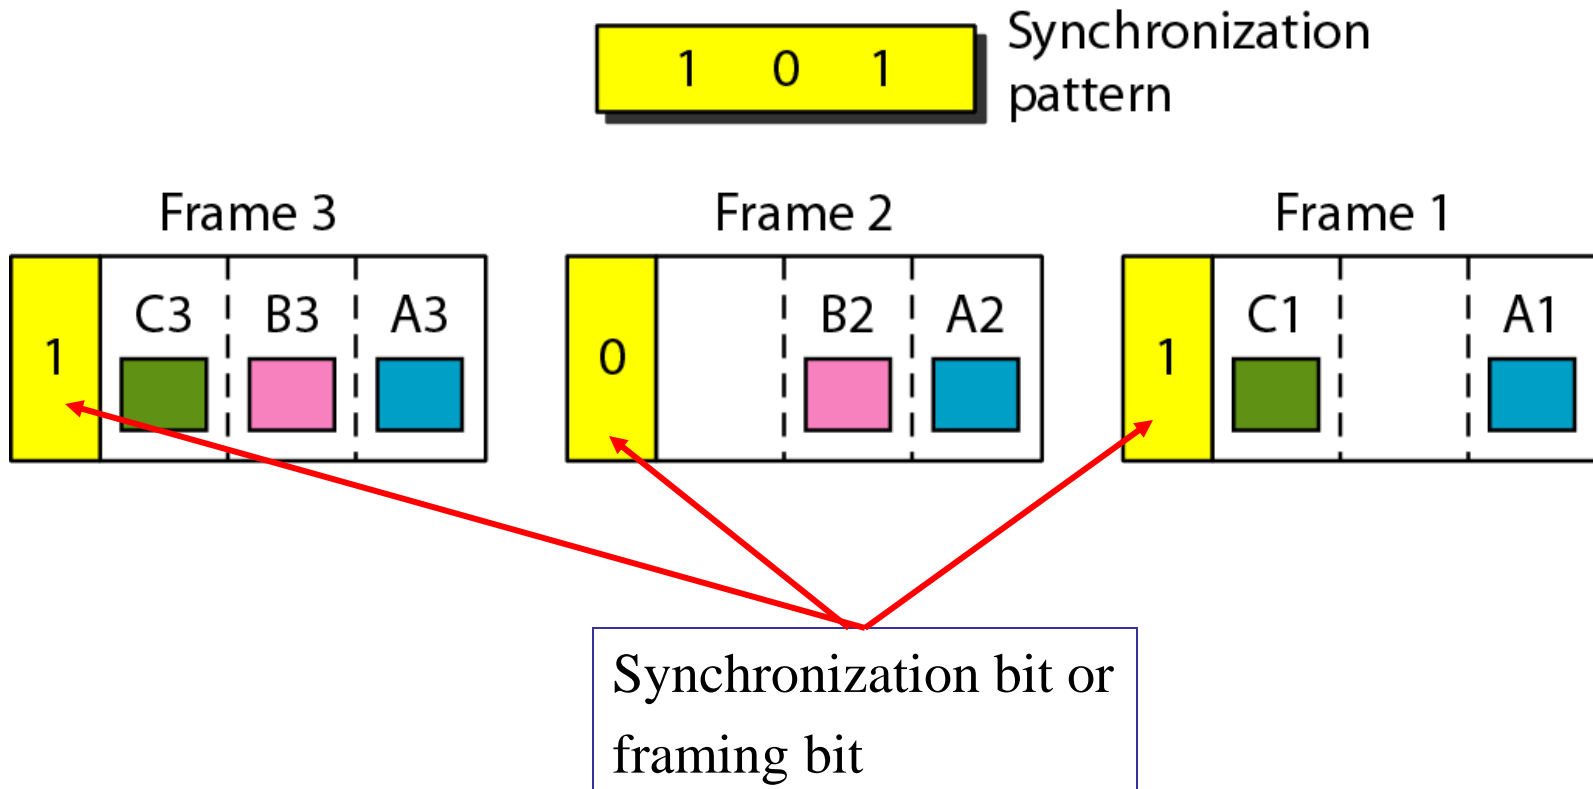 1 0 1
Synchronization
pattern
Frame 3
Frame 2
Frame 1
1
C3
B3
A3
0
B2
A2
1
C1
A1
Synchronization bit or
framing bit